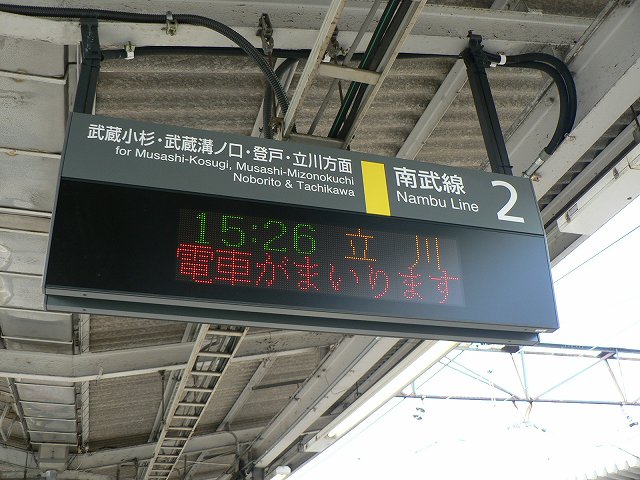 武蔵小杉・武蔵溝ノ口・登戸・立川方面
for Musashi-Kosugi, Musashi-Mizonokuchi
Noborito & Tachikawa
南武線
Nambu Line
2
15:26 立 川
電車がまいります